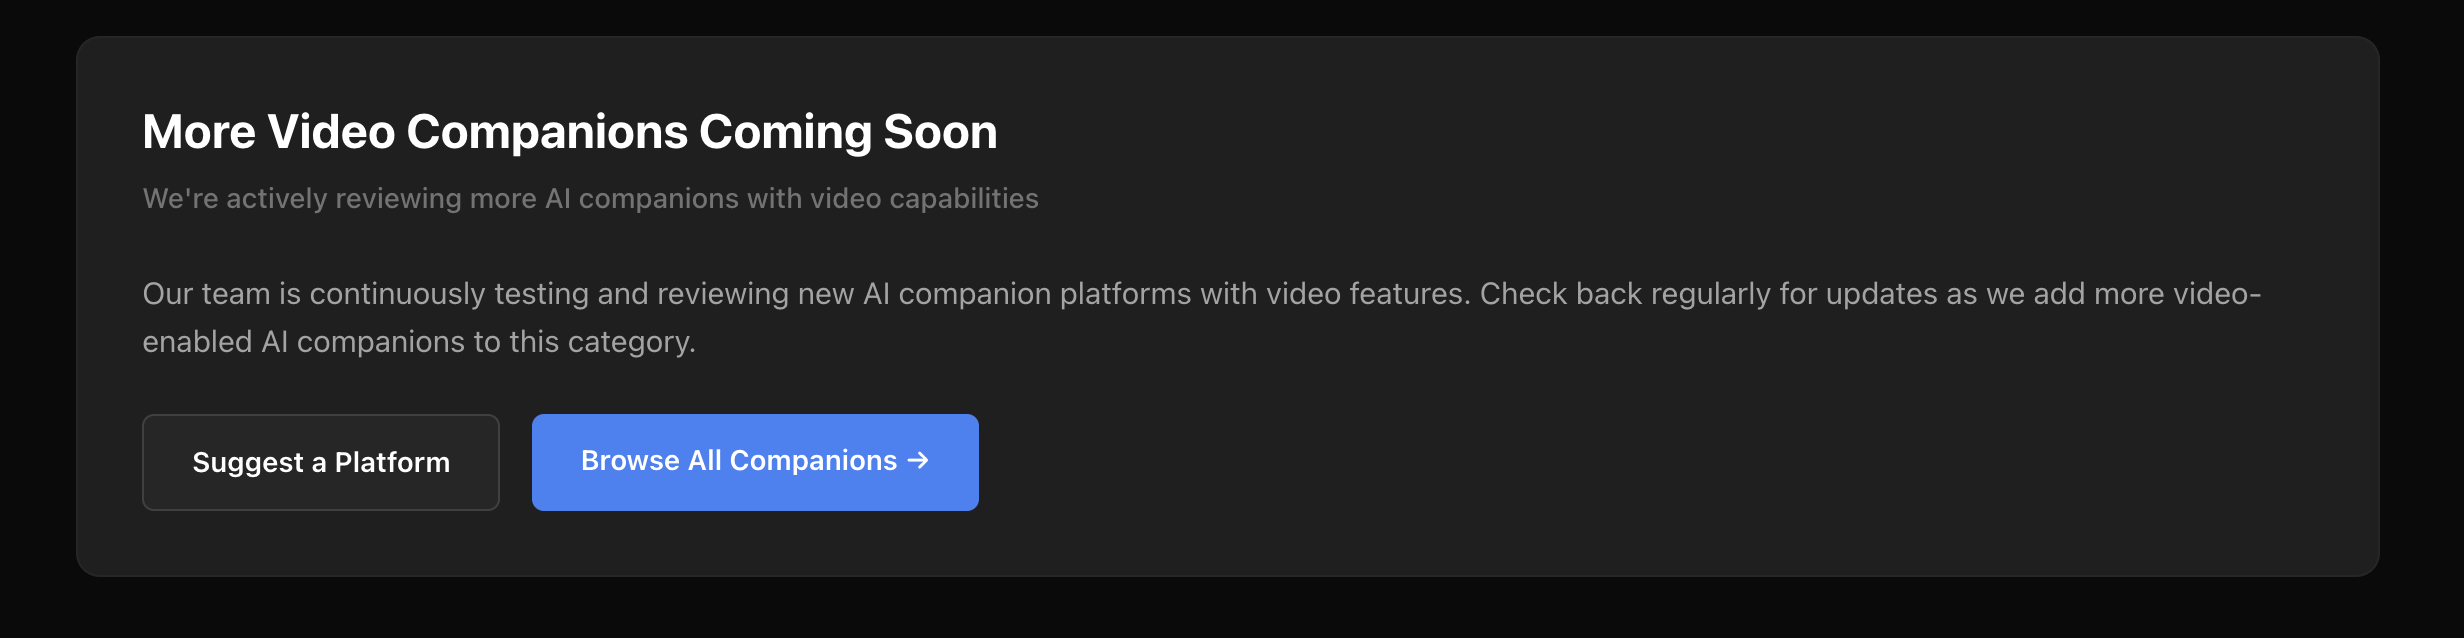 More Video Companions Coming Soon
We're actively reviewing more AI companions with video capabilities
Our team is continuously testing and reviewing new AI companion platforms with video features. Check back regularly for updates as we add more video-
enabled AI companions to this category.
Suggest a Platform
Browse All Companions →